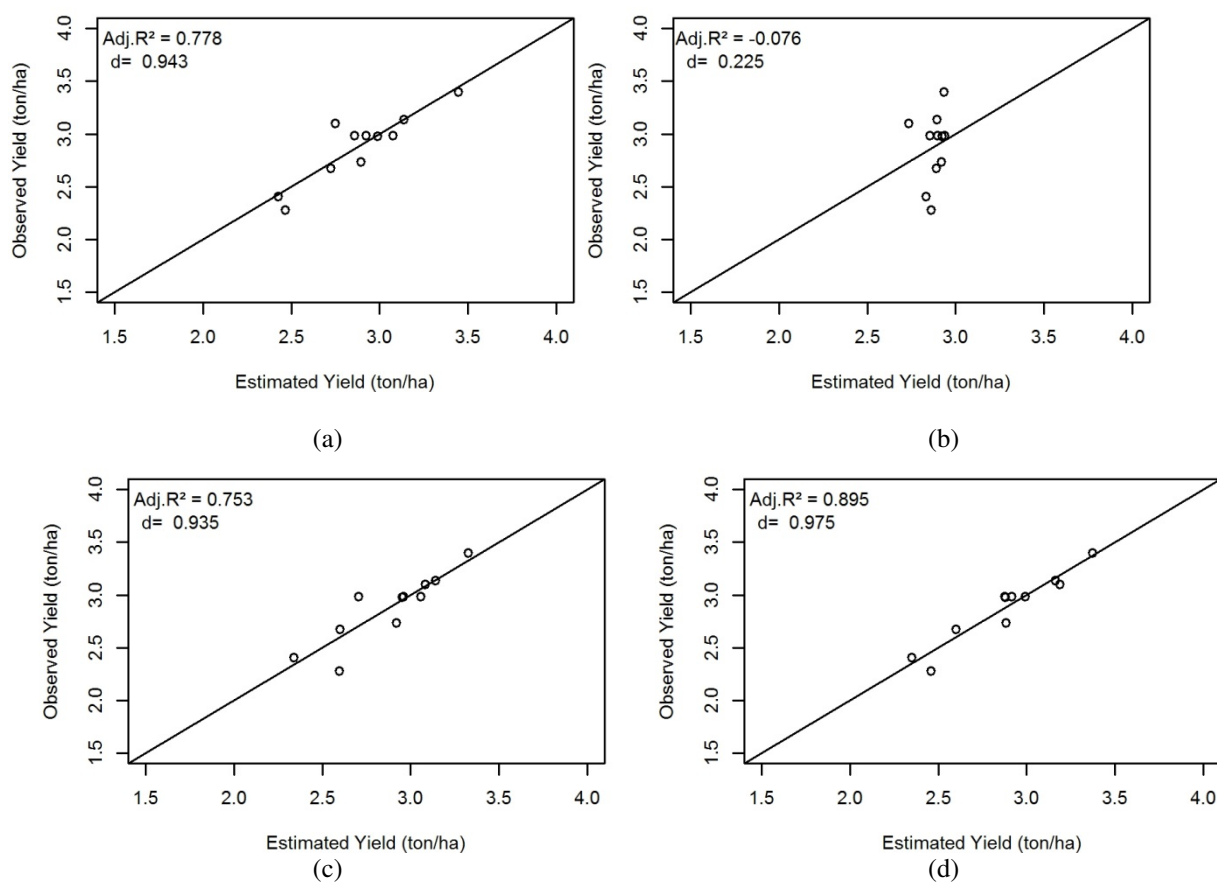 Adj.R² = 0.778
d= 0.943
Observed Yield (ton/ha)
4.0
3.5
3.0
2.5
2.0
1.5
1.5 2.0 2.5 3.0 3.5 4.0
Estimated Yield (ton/ha)
(a)
Adj.R² = -0.076
d= 0.225
Observed Yield (ton/ha)
4.0
3.5
3.0
2.5
2.0
1.5
1.5 2.0 2.5 3.0 3.5 4.0
Estimated Yield (ton/ha)
(b)
Adj.R² = 0.753
d= 0.935
Observed Yield (ton/ha)
4.0
3.5
3.0
2.5
2.0
1.5
1.5 2.0 2.5 3.0 3.5 4.0
Estimated Yield (ton/ha)
(c)
Adj.R² = 0.895
d= 0.975
Observed Yield (ton/ha)
4.0
3.5
3.0
2.5
2.0
1.5
1.5 2.0 2.5 3.0 3.5 4.0
Estimated Yield (ton/ha)
(d)